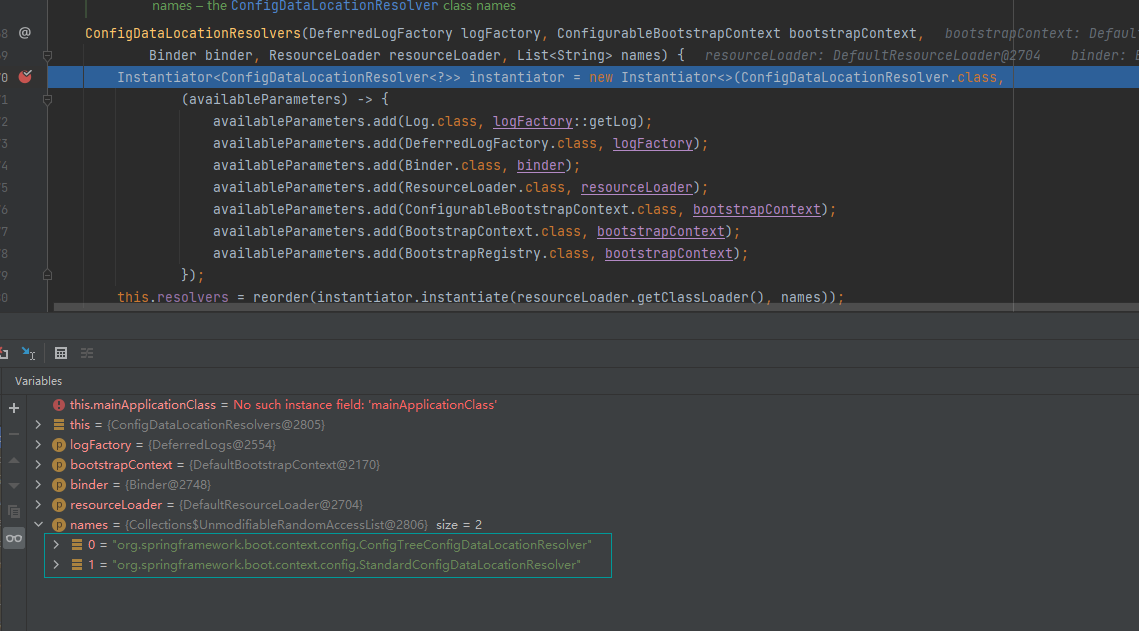 names – the ConfigDataLocationResolver class names
8 @ ConfigDataLocationResolvers(DeferredLogFactory logFactory, ConfigurableBootstrapContext bootstrapContext, bootstrapContext: Defaul
9 Binder binder, ResourceLoader resourceLoader, List<String> names) { resourceLoader: DefaultResourceLoader@2704 binder:
0 Instantiator<ConfigDataLocationResolver<?>> instantiator = new Instantiator<>(ConfigDataLocationResolver.class,
1 (availableParameters) -> {
2 availableParameters.add(Log.class, logFactory::getLog);
3 availableParameters.add(DeferredLogFactory.class, logFactory);
4 availableParameters.add(Binder.class, binder);
5 availableParameters.add(ResourceLoader.class, resourceLoader);
6 availableParameters.add(ConfigurableBootstrapContext.class, bootstrapContext);
7 availableParameters.add(BootstrapContext.class, bootstrapContext);
8 availableParameters.add(BootstrapRegistry.class, bootstrapContext);
9 });
0 this.resolvers = reorder(instantiator.instantiate(resourceLoader.getClassLoader(), names));
Variables
this.mainApplicationClass = No such instance field: 'mainApplicationClass'
this = {ConfigDataLocationResolvers@2805}
p logFactory = {DeferredLogs@2554}
p bootstrapContext = {DefaultBootstrapContext@2170}
p binder = {Binder@2748}
p resourceLoader = {DefaultResourceLoader@2704}
p names = {Collections$UnmodifiableRandomAccessList@2806} size = 2
0 = "org.springframework.boot.context.config.ConfigTreeConfigDataLocationResolver"
1 = "org.springframework.boot.context.config.StandardConfigDataLocationResolver"